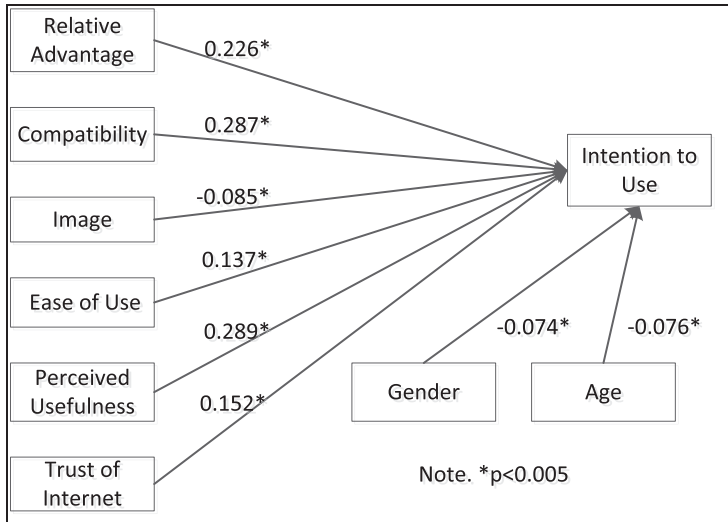 Relative
Advantage
0.226*
Compatibility
0.287*
Intention to
Use
Image
-0.085*
Ease of Use
0.137*
Perceived
Usefulness
0.289*
Trust of
Internet
0.152*
-0.074*
-0.076*
Gender
Age
Note. *p<0.005